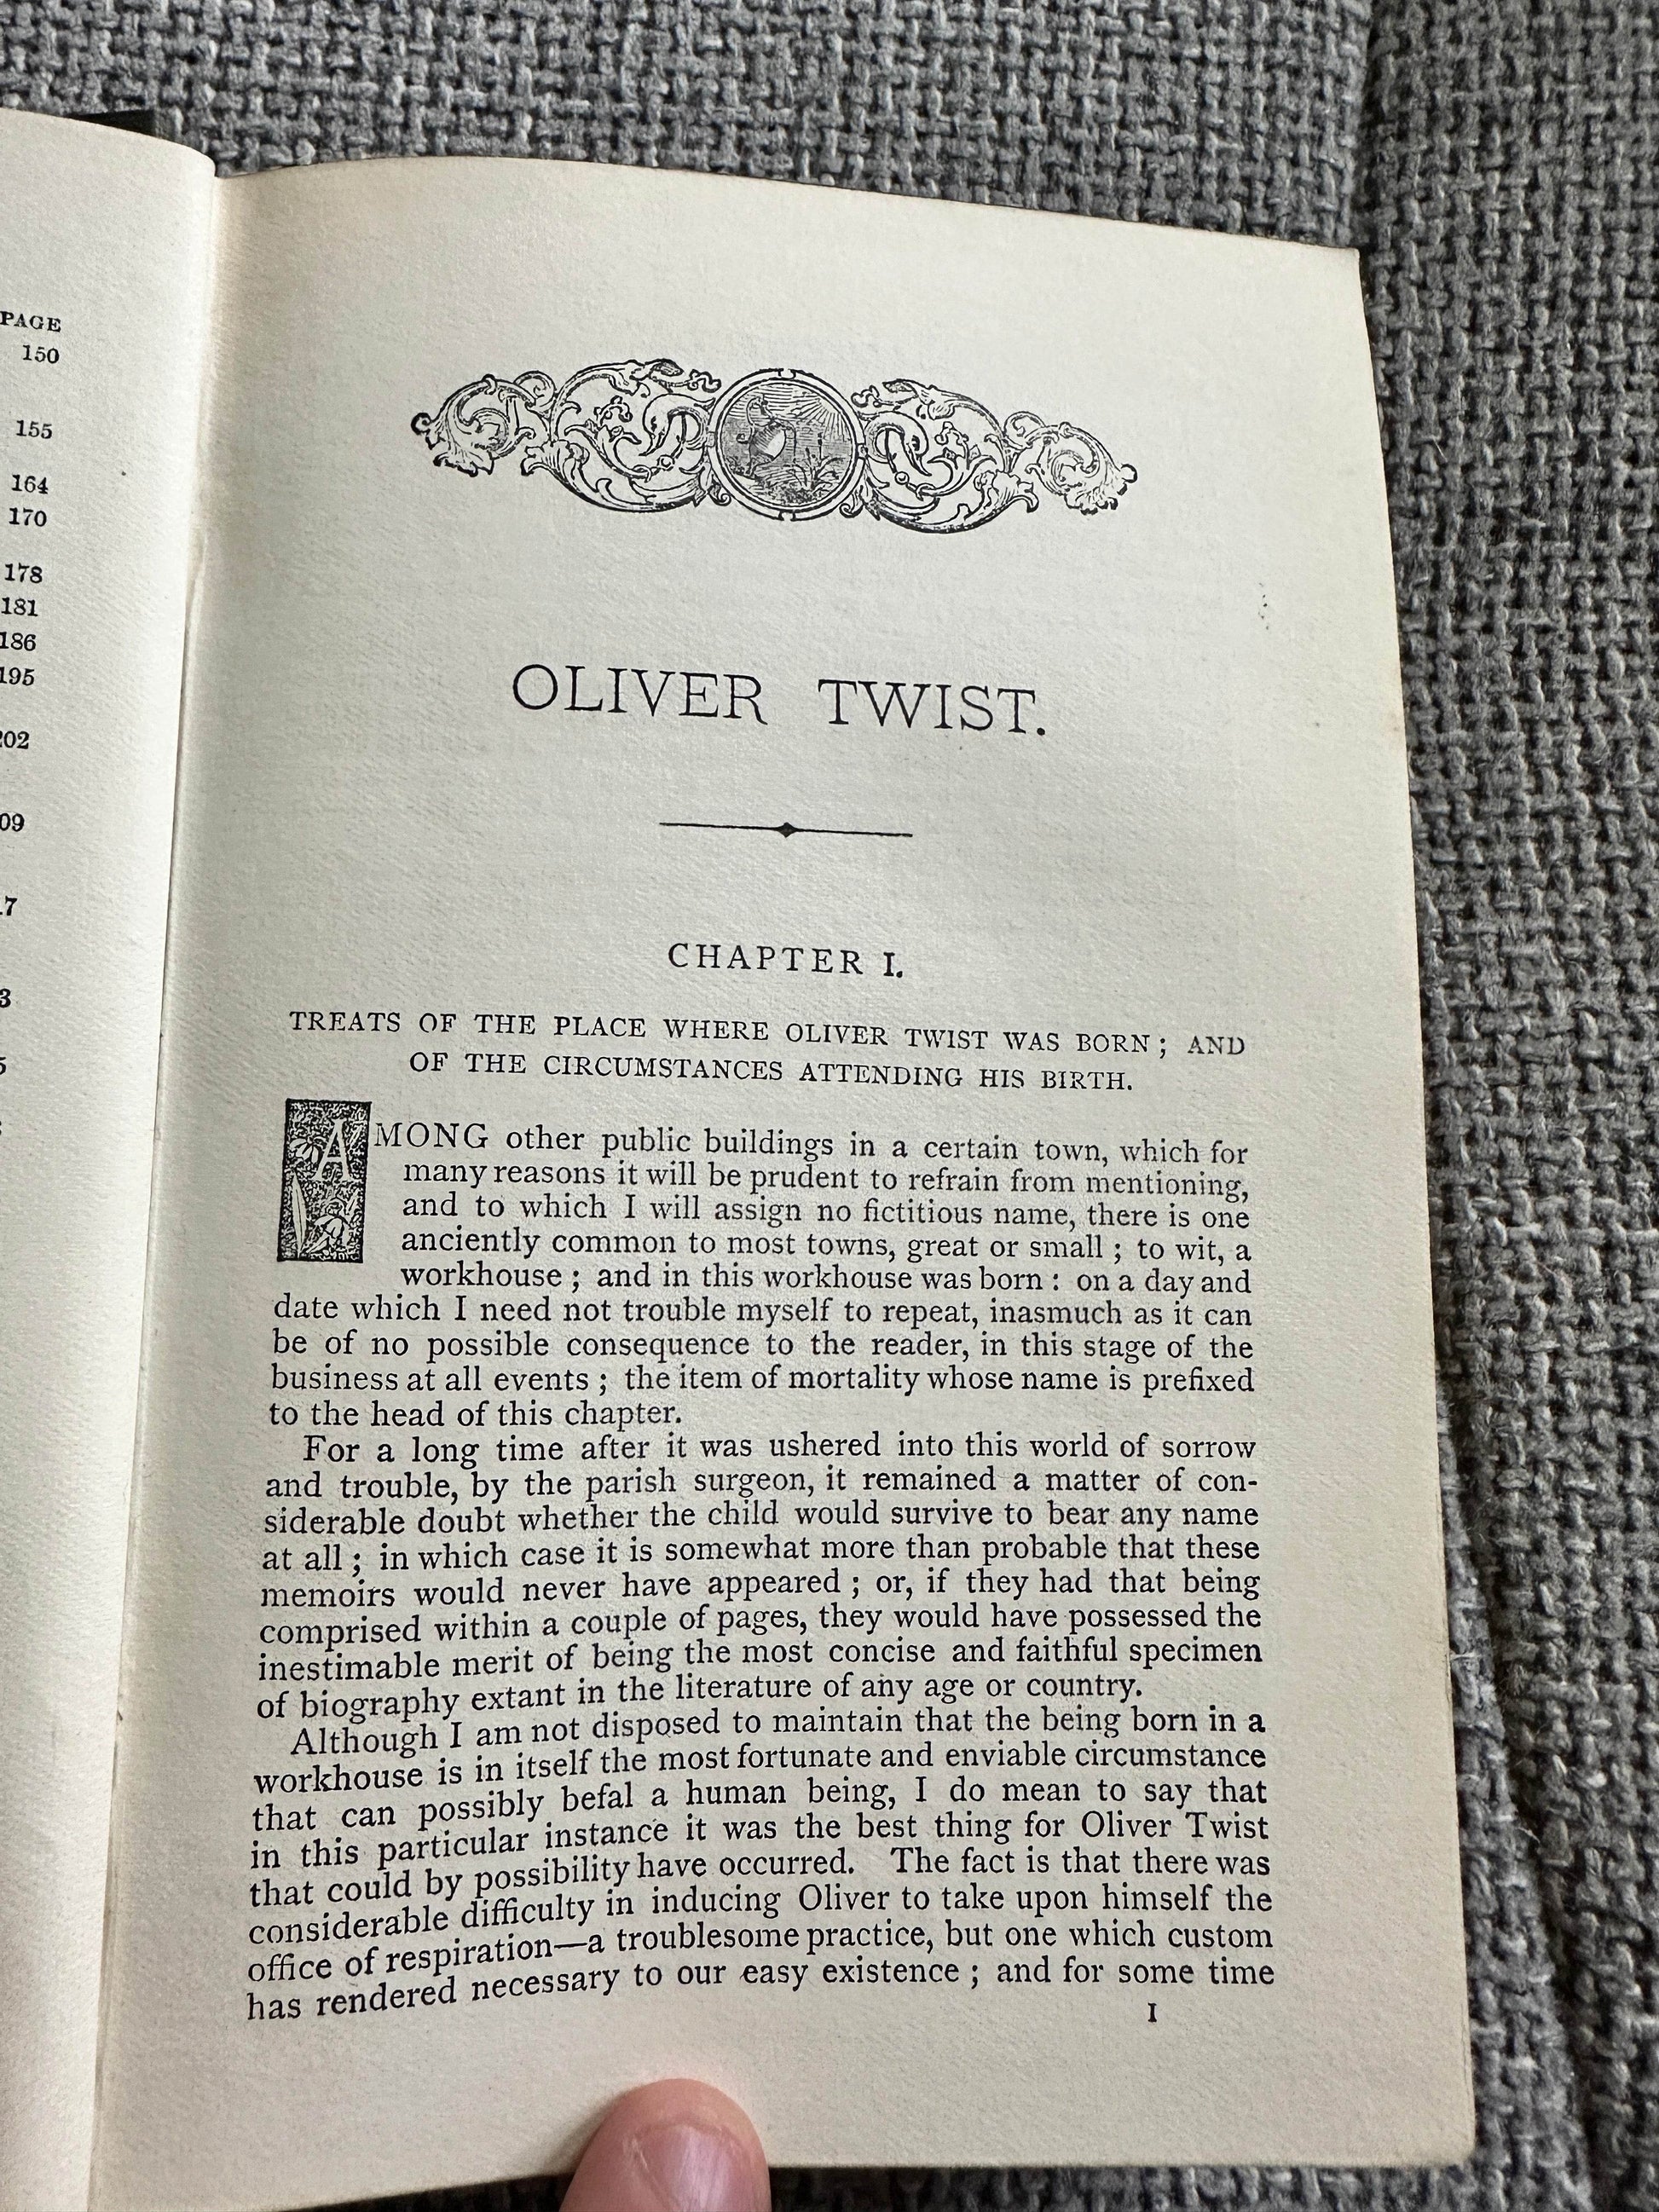 PAGE
150
155
164
170
178
181
186
195
OLIVER TWIST.
CHAPTER I.
TREATS OF THE PLACE WHERE OLIVER TWIST WAS BORN; AND
OF THE CIRCUMSTANCES ATTENDING HIS BIRTH.
AMONG other public buildings in a certain town, which for
many reasons it will be prudent to refrain from mentioning,
and to which I will assign no fictitious name, there is one
anciently common to most towns, great or small; to wit, a
workhouse; and in this workhouse was born: on a day and
date which I need not trouble myself to repeat, inasmuch as it can
be of no possible consequence to the reader, in this stage of the
business at all events; the item of mortality whose name is prefixed
to the head of this chapter.
For a long time after it was ushered into this world of sorrow
and trouble, by the parish surgeon, it remained a matter of con-
siderable doubt whether the child would survive to bear any name
at all; in which case it is somewhat more than probable that these
memoirs would never have appeared; or, if they had that being
comprised within a couple of pages, they would have possessed the
inestimable merit of being the most concise and faithful specimen
of biography extant in the literature of any age or country.
Although I am not disposed to maintain that the being born in a
workhouse is in itself the most fortunate and enviable circumstance
that can possibly befal a human being, I do mean to say that
in this particular instance it was the best thing for Oliver Twist
that could by possibility have occurred. The fact is that there was
considerable difficulty in inducing Oliver to take upon himself the
office of respiration—a troublesome practice, but one which custom
has rendered necessary to our easy existence; and for some time
I